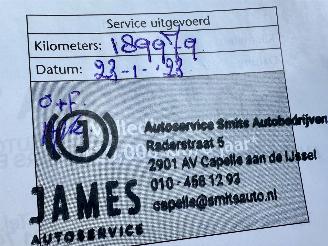 Service uitgevoerd
Kilometers: 189979
Datum: 23-1-'23
O+F
J
Autoservice Smits Autobedrijven
Raderstraat 5
2901 AV Capelle aan de IJssel
010 - 458 12 93
capelle@smitsauto.nl
JAMES
AUTOSERVICE